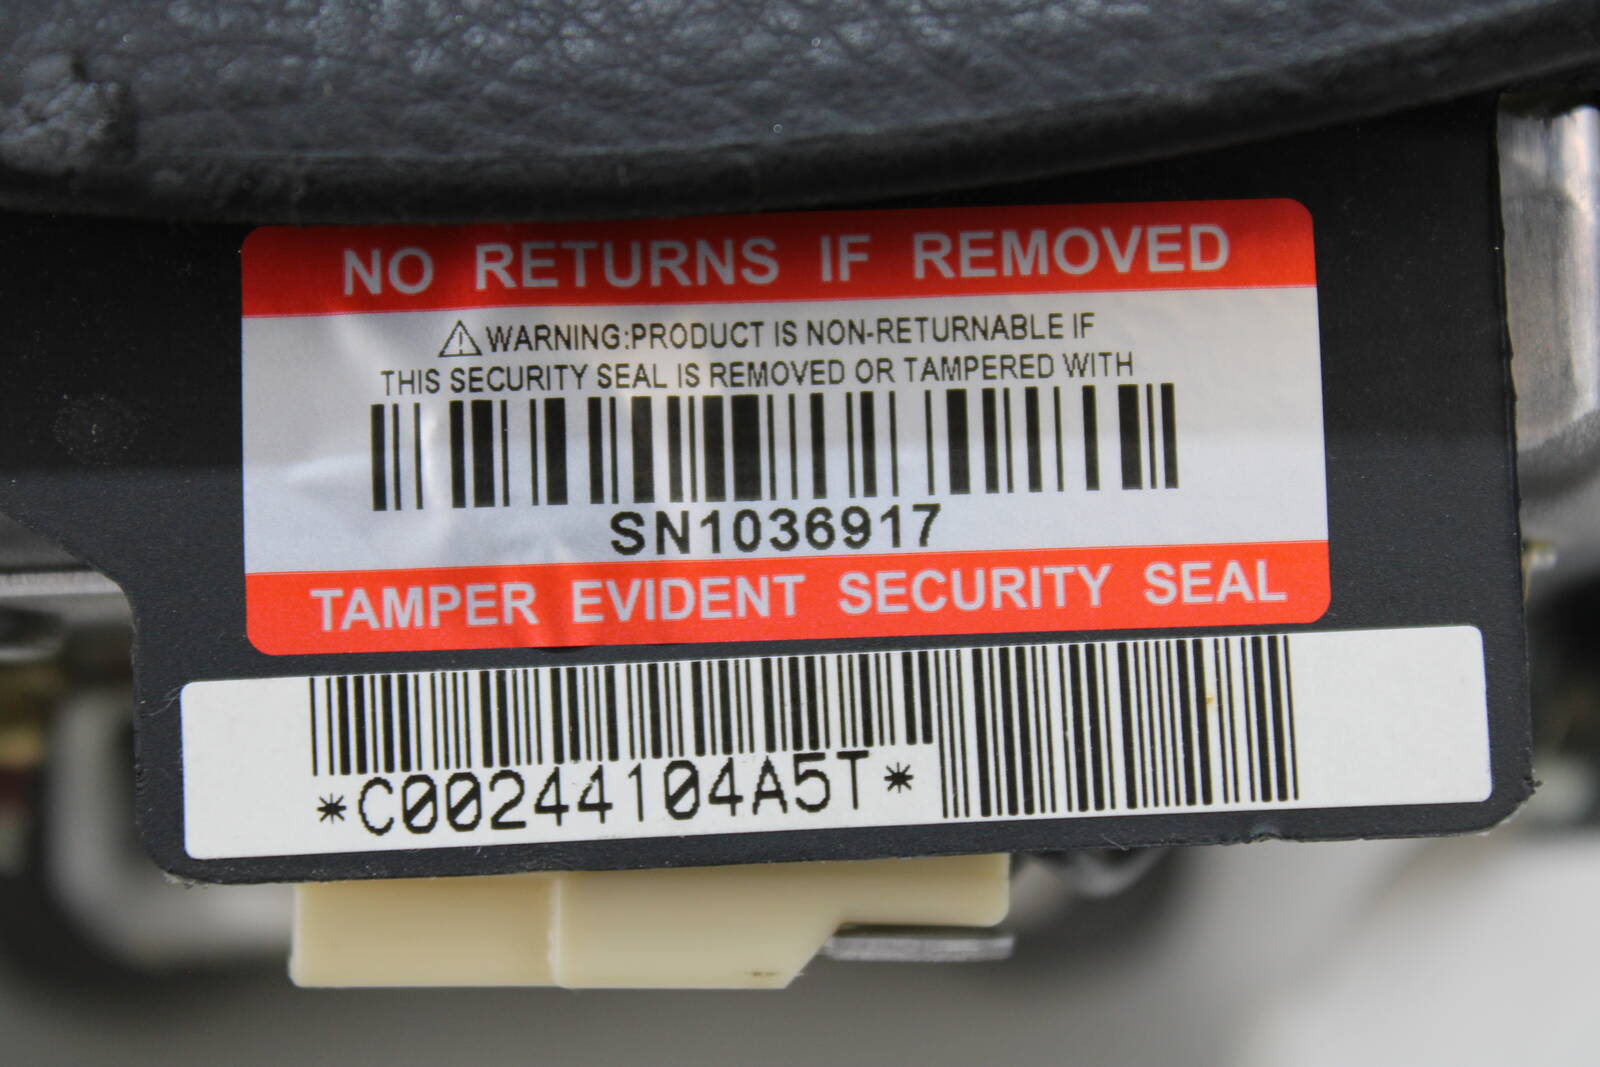 NO RETURNS IF REMOVED
WARNING:PRODUCT IS NON-RETURNABLE IF
THIS SECURITY SEAL IS REMOVED OR TAMPERED WITH
SN1036917
TAMPER EVIDENT SECURITY SEAL
*C00244104A5T*